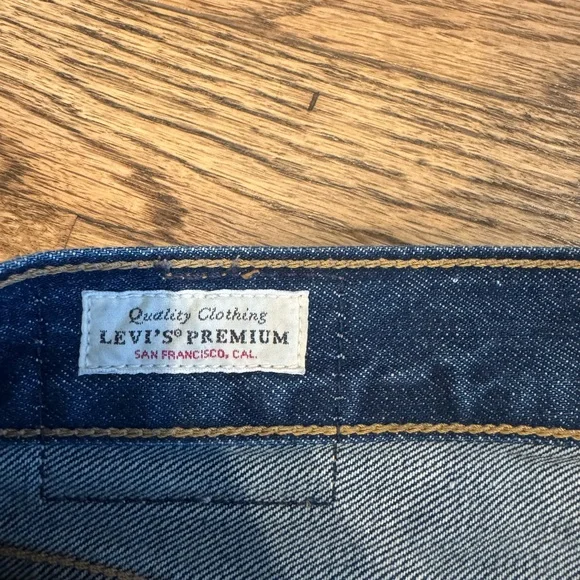 Quality Clothing
LEVI'S® PREMIUM
SAN FRANCISCO, CAL.